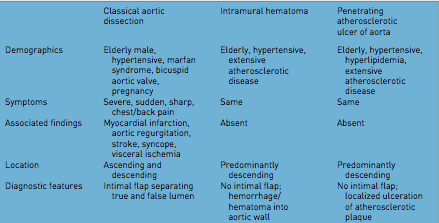 Classical aortic dissection	Intramural hematoma	Penetrating atherosclerotic ulcer of aorta
Demographics	Elderly male,	Elderly, hypertensive,	Elderly, hypertensive,
hypertensive, marfan	extensive	hyperlipidemia,
syndrome, bicuspid	atherosclerotic	extensive
aortic valve,	disease	atherosclerotic
pregnancy	disease
Symptoms	Severe, sudden, sharp,	Same	Same
chest/back pain
Associated findings	Myocardial infarction,	Absent	Absent
aortic regurgitation,
stroke, syncope,
visceral ischemia
Location	Ascending and	Predominantly	Predominantly
descending	descending	descending
Diagnostic features	Intimal flap separating	No intimal flap;	No intimal flap;
true and false lumen	hemorrhage/	localized ulceration
hematoma into	of atherosclerotic
aortic wall	plaque